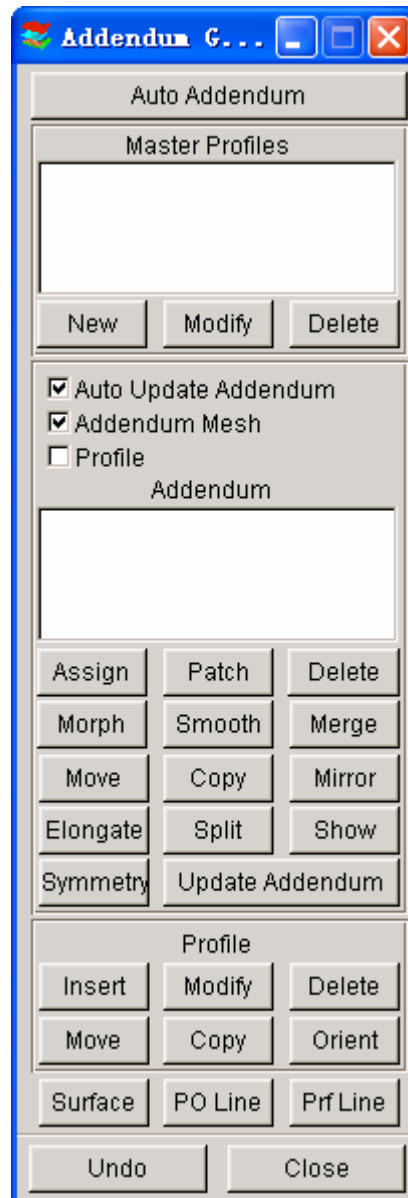 Addendum G...
Auto Addendum
Master Profiles
New Modify Delete
Auto Update Addendum
Addendum Mesh
Profile
Addendum
Assign Patch Delete
Morph Smooth Merge
Move Copy Mirror
Elongate Split Show
Symmetry Update Addendum
Profile
Insert Modify Delete
Move Copy Orient
Surface PO Line Prf Line
Undo Close